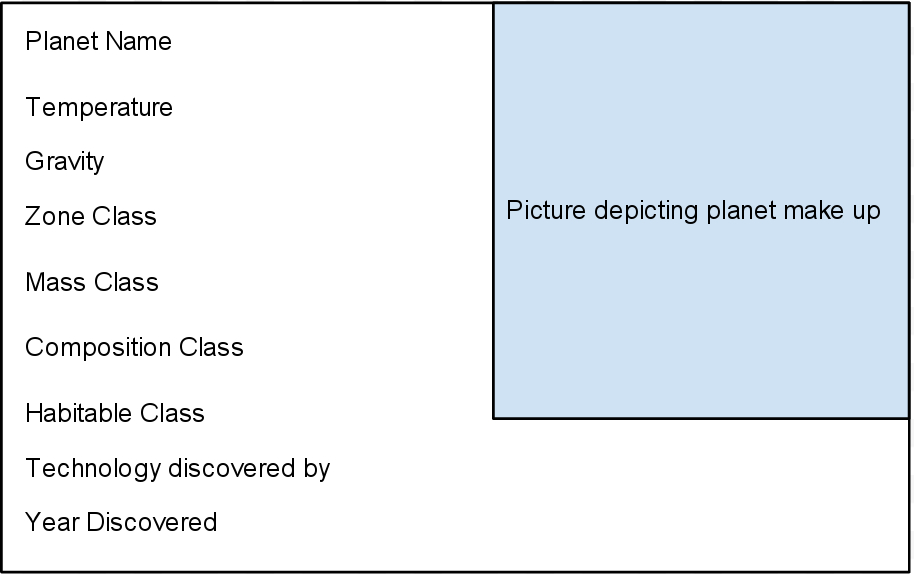 Planet Name
Temperature
Gravity
Zone Class
Picture depicting planet make up
Mass Class
Composition Class
Habitable Class
Technology discovered by
Year Discovered